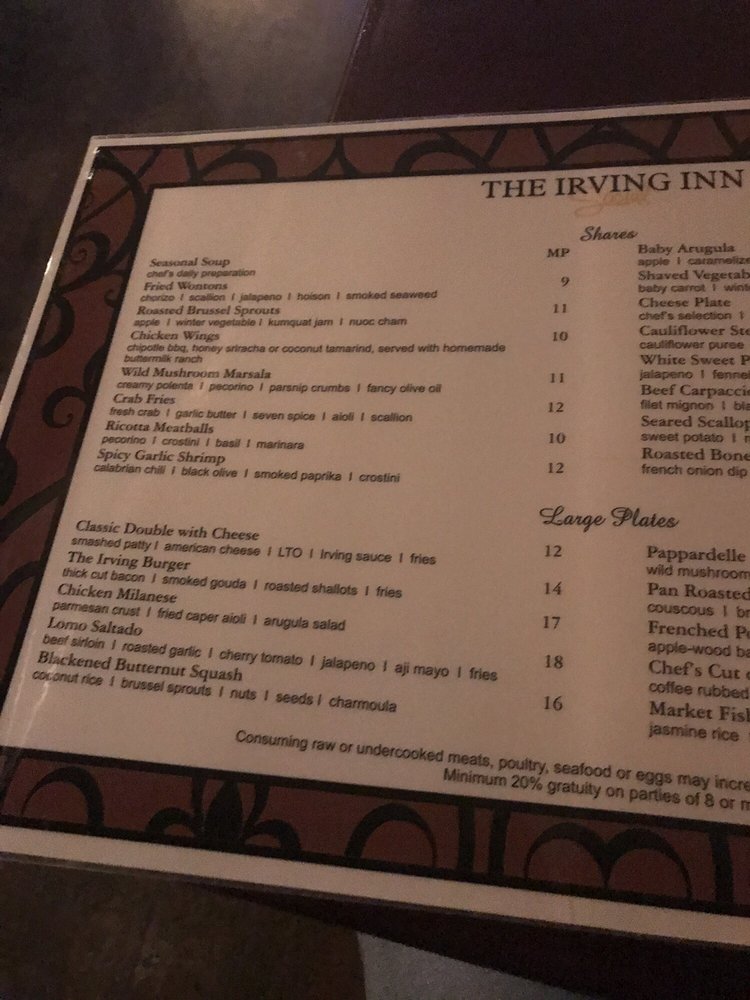 THE IRVING INN
Shares
Seasonal Soup MP
chef's daily preparation
Fried Wontons 9
chorizo I scallion I jalapeno I hoison I smoked seaweed
Roasted Brussel Sprouts 11
apple I winter vegetable I kumquat jam I nuoc cham
Chicken Wings 10
chipotle bbq, honey sriracha or coconut tamarind, served with homemade
buttermilk ranch
Wild Mushroom Marsala 11
creamy polenta I pecorino I parsnip crumbs I fancy olive oil
Crab Fries 12
fresh crab I garlic butter I seven spice I aioli I scallion
Ricotta Meatballs 10
pecorino I crostini I basil I marinara
Spicy Garlic Shrimp 12
calabrian chili I black olive I smoked paprika I crostini
Baby Arugula
apple I carameliz
Shaved Vegetab
baby carrot I wint
Cheese Plate
chef's selection I
Cauliflower Ste
cauliflower puree
White Sweet P
jalapeno I fennel
Beef Carpacci
filet mignon I bla
Seared Scallop
sweet potato I
Roasted Bone
french onion dip
Large Plates
Classic Double with Cheese 12
smashed patty I american cheese I LTO I Irving sauce I fries
The Irving Burger 14
thick cut bacon I smoked gouda I roasted shallots I fries
Chicken Milanese 17
parmesan crust I fried caper aioli I arugula salad
Lomo Saltado 18
beef sirloin I roasted garlic I cherry tomato I jalapeno I aji mayo I fries
Blackened Butternut Squash 16
coconut rice I brussel sprouts I nuts I seeds I charmoula
Pappardelle
wild mushroom
Pan Roasted
couscous I br
Frenched Po
apple-wood ba
Chef's Cut
coffee rubbed
Market Fish
jasmine rice
Consuming raw or undercooked meats, poultry, seafood or eggs may incre
Minimum 20% gratuity on parties of 8 or m